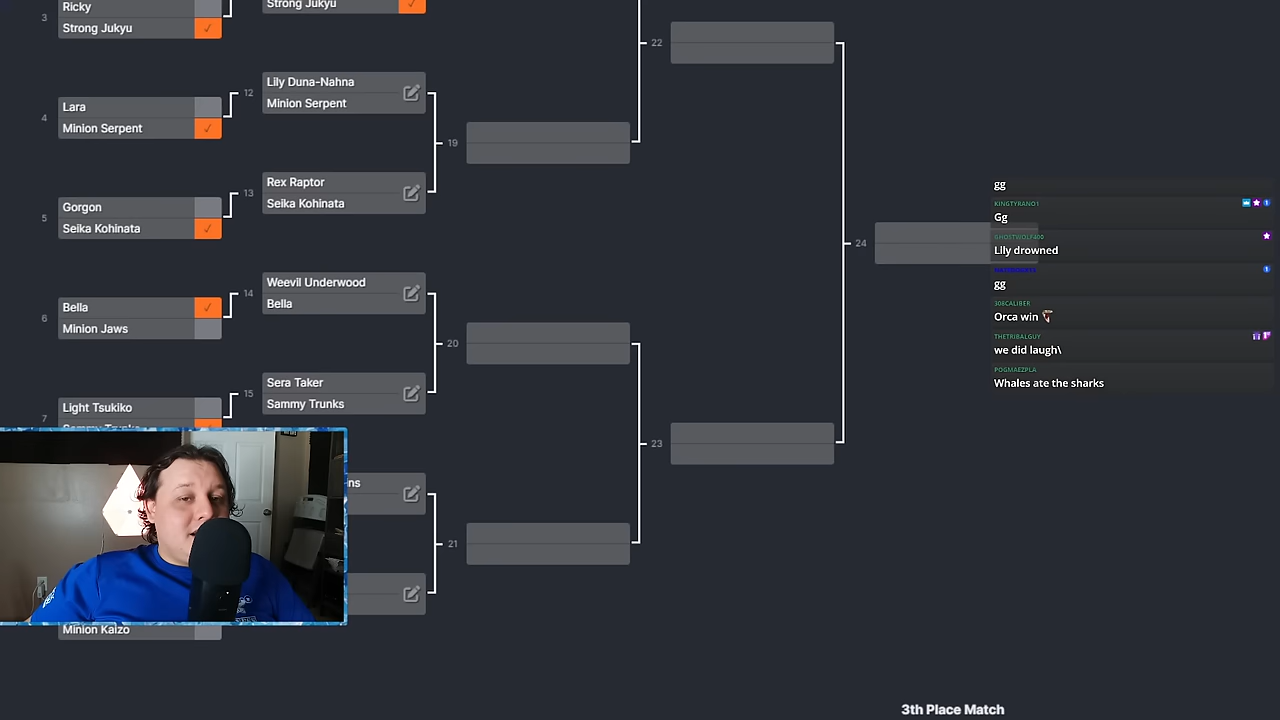 3
Ricky
Strong Jukyu
Strong Jukyu
4
Lara
Minion Serpent
12
Lily Duna-Nahna
Minion Serpent
5
Gorgon
Seika Kohinata
13
Rex Raptor
Seika Kohinata
19
22
6
Bella
Minion Jaws
14
Weevil Underwood
Bella
7
Light Tsukiko
15
Sera Taker
Sammy Trunks
20
23
24
ns
21
Minion Kaizo
3th Place Match
gg
KINGTYRANO1
Gg
GHOSTWOLF400
Lily drowned
gg
308CALIBER
Orca win
THETRIBALGUY
we did laugh\
POGMAEZPLA
Whales ate the sharks